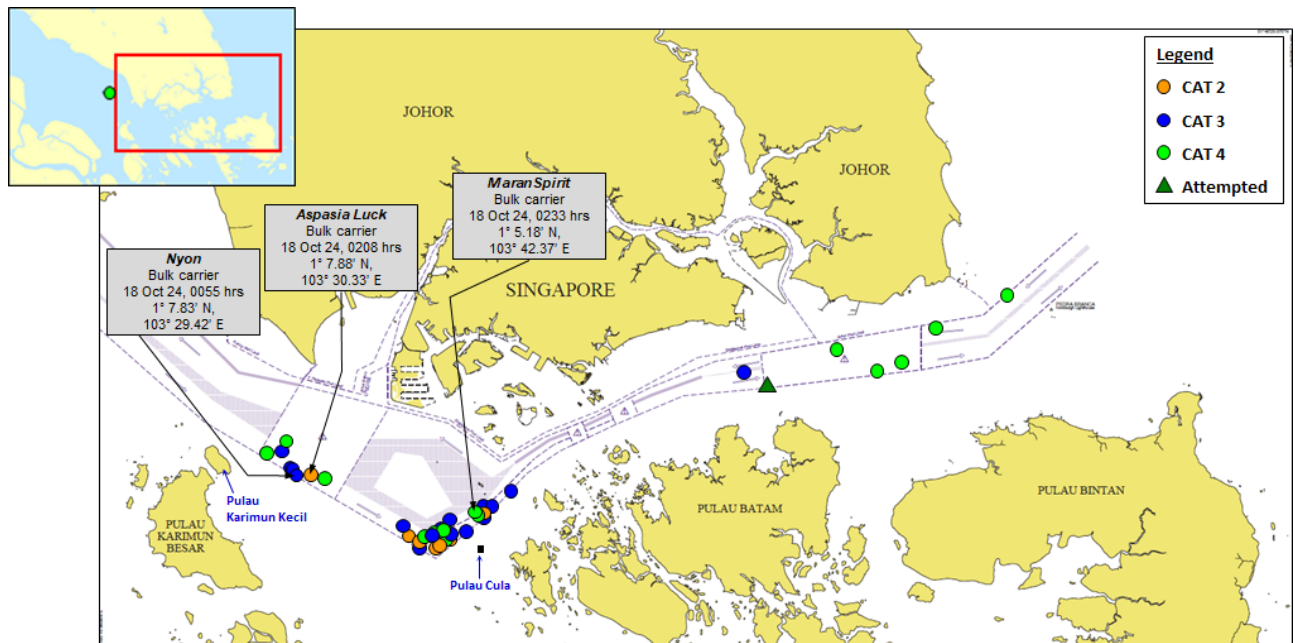 Legend
CAT 2
CAT 3
CAT 4
Attempted
JOHOR
JOHOR
MaranSpirit
Bulk carrier
18 Oct 24, 0233 hrs
1° 5.18' N,
103° 42.37' E
Aspasia Luck
Bulk carrier
18 Oct 24, 0208 hrs
1° 7.88' N,
103° 30.33' E
Nyon
Bulk carrier
18 Oct 24, 0055 hrs
1° 7.83' N,
103° 29.42' E
SINGAPORE
PEDRA BRANCA
Pulau
Karimun Kecil
PULAU
KARIMUN
BESAR
PULAU BATAM
PULAU BINTAN
Pulau Cula